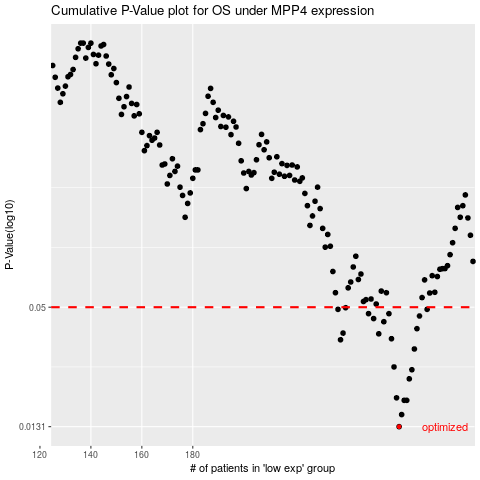 Cumulative P-Value plot for OS under MPP4 expression
P-Value(log10)
0.05
0.0131
optimized
120 140 160 180
# of patients in 'low exp' group